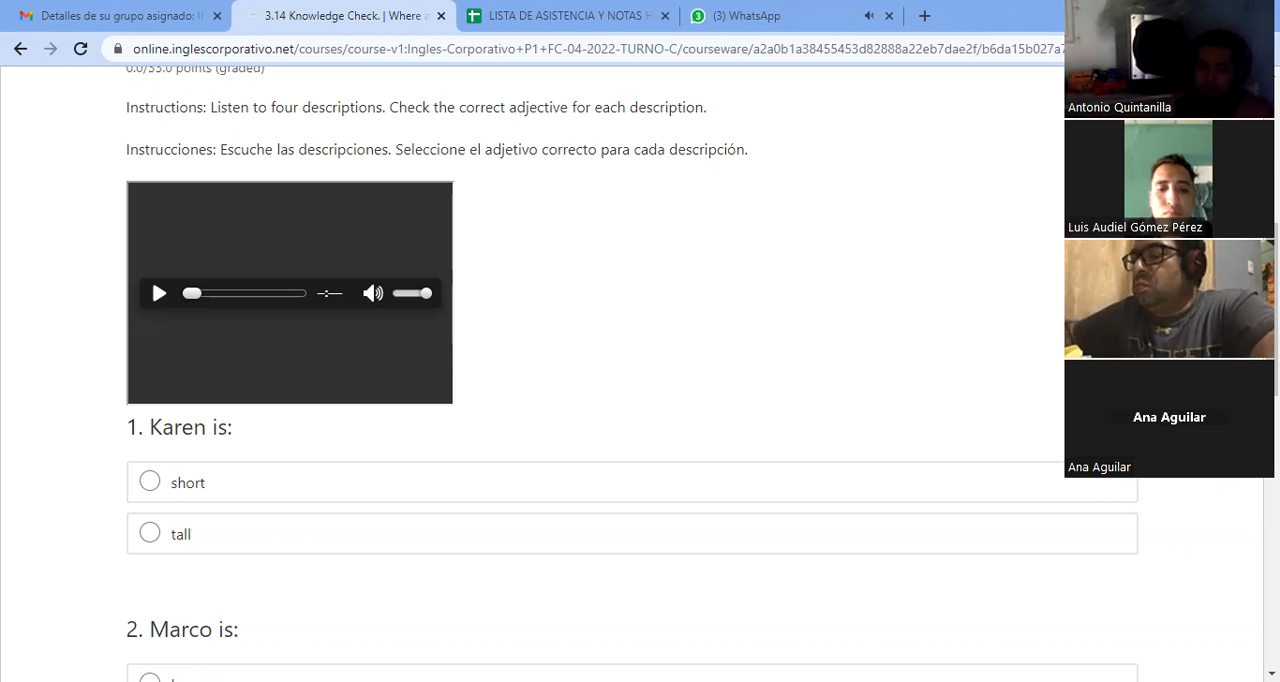 Detalles de su grupo asignado: I
3.14 Knowledge Check. | Where a
LISTA DE ASISTENCIA Y NOTAS H
(3) WhatsApp
online.inglescorporativo.net/courses/course-v1:Ingles-Corporativo+P1+FC-04-2022-TURNO-C/courseware/a2a0b1a38455453d82888a22eb7dae2f/b6da15b027a7
0.0/33.0 points (graded)
Instructions: Listen to four descriptions. Check the correct adjective for each description.
Instrucciones: Escuche las descripciones. Seleccione el adjetivo correcto para cada descripción.
-:--
1. Karen is:
short
tall
2. Marco is:
Antonio Quintanilla
Luis Audiel Gómez Pérez
Ana Aguilar
Ana Aguilar